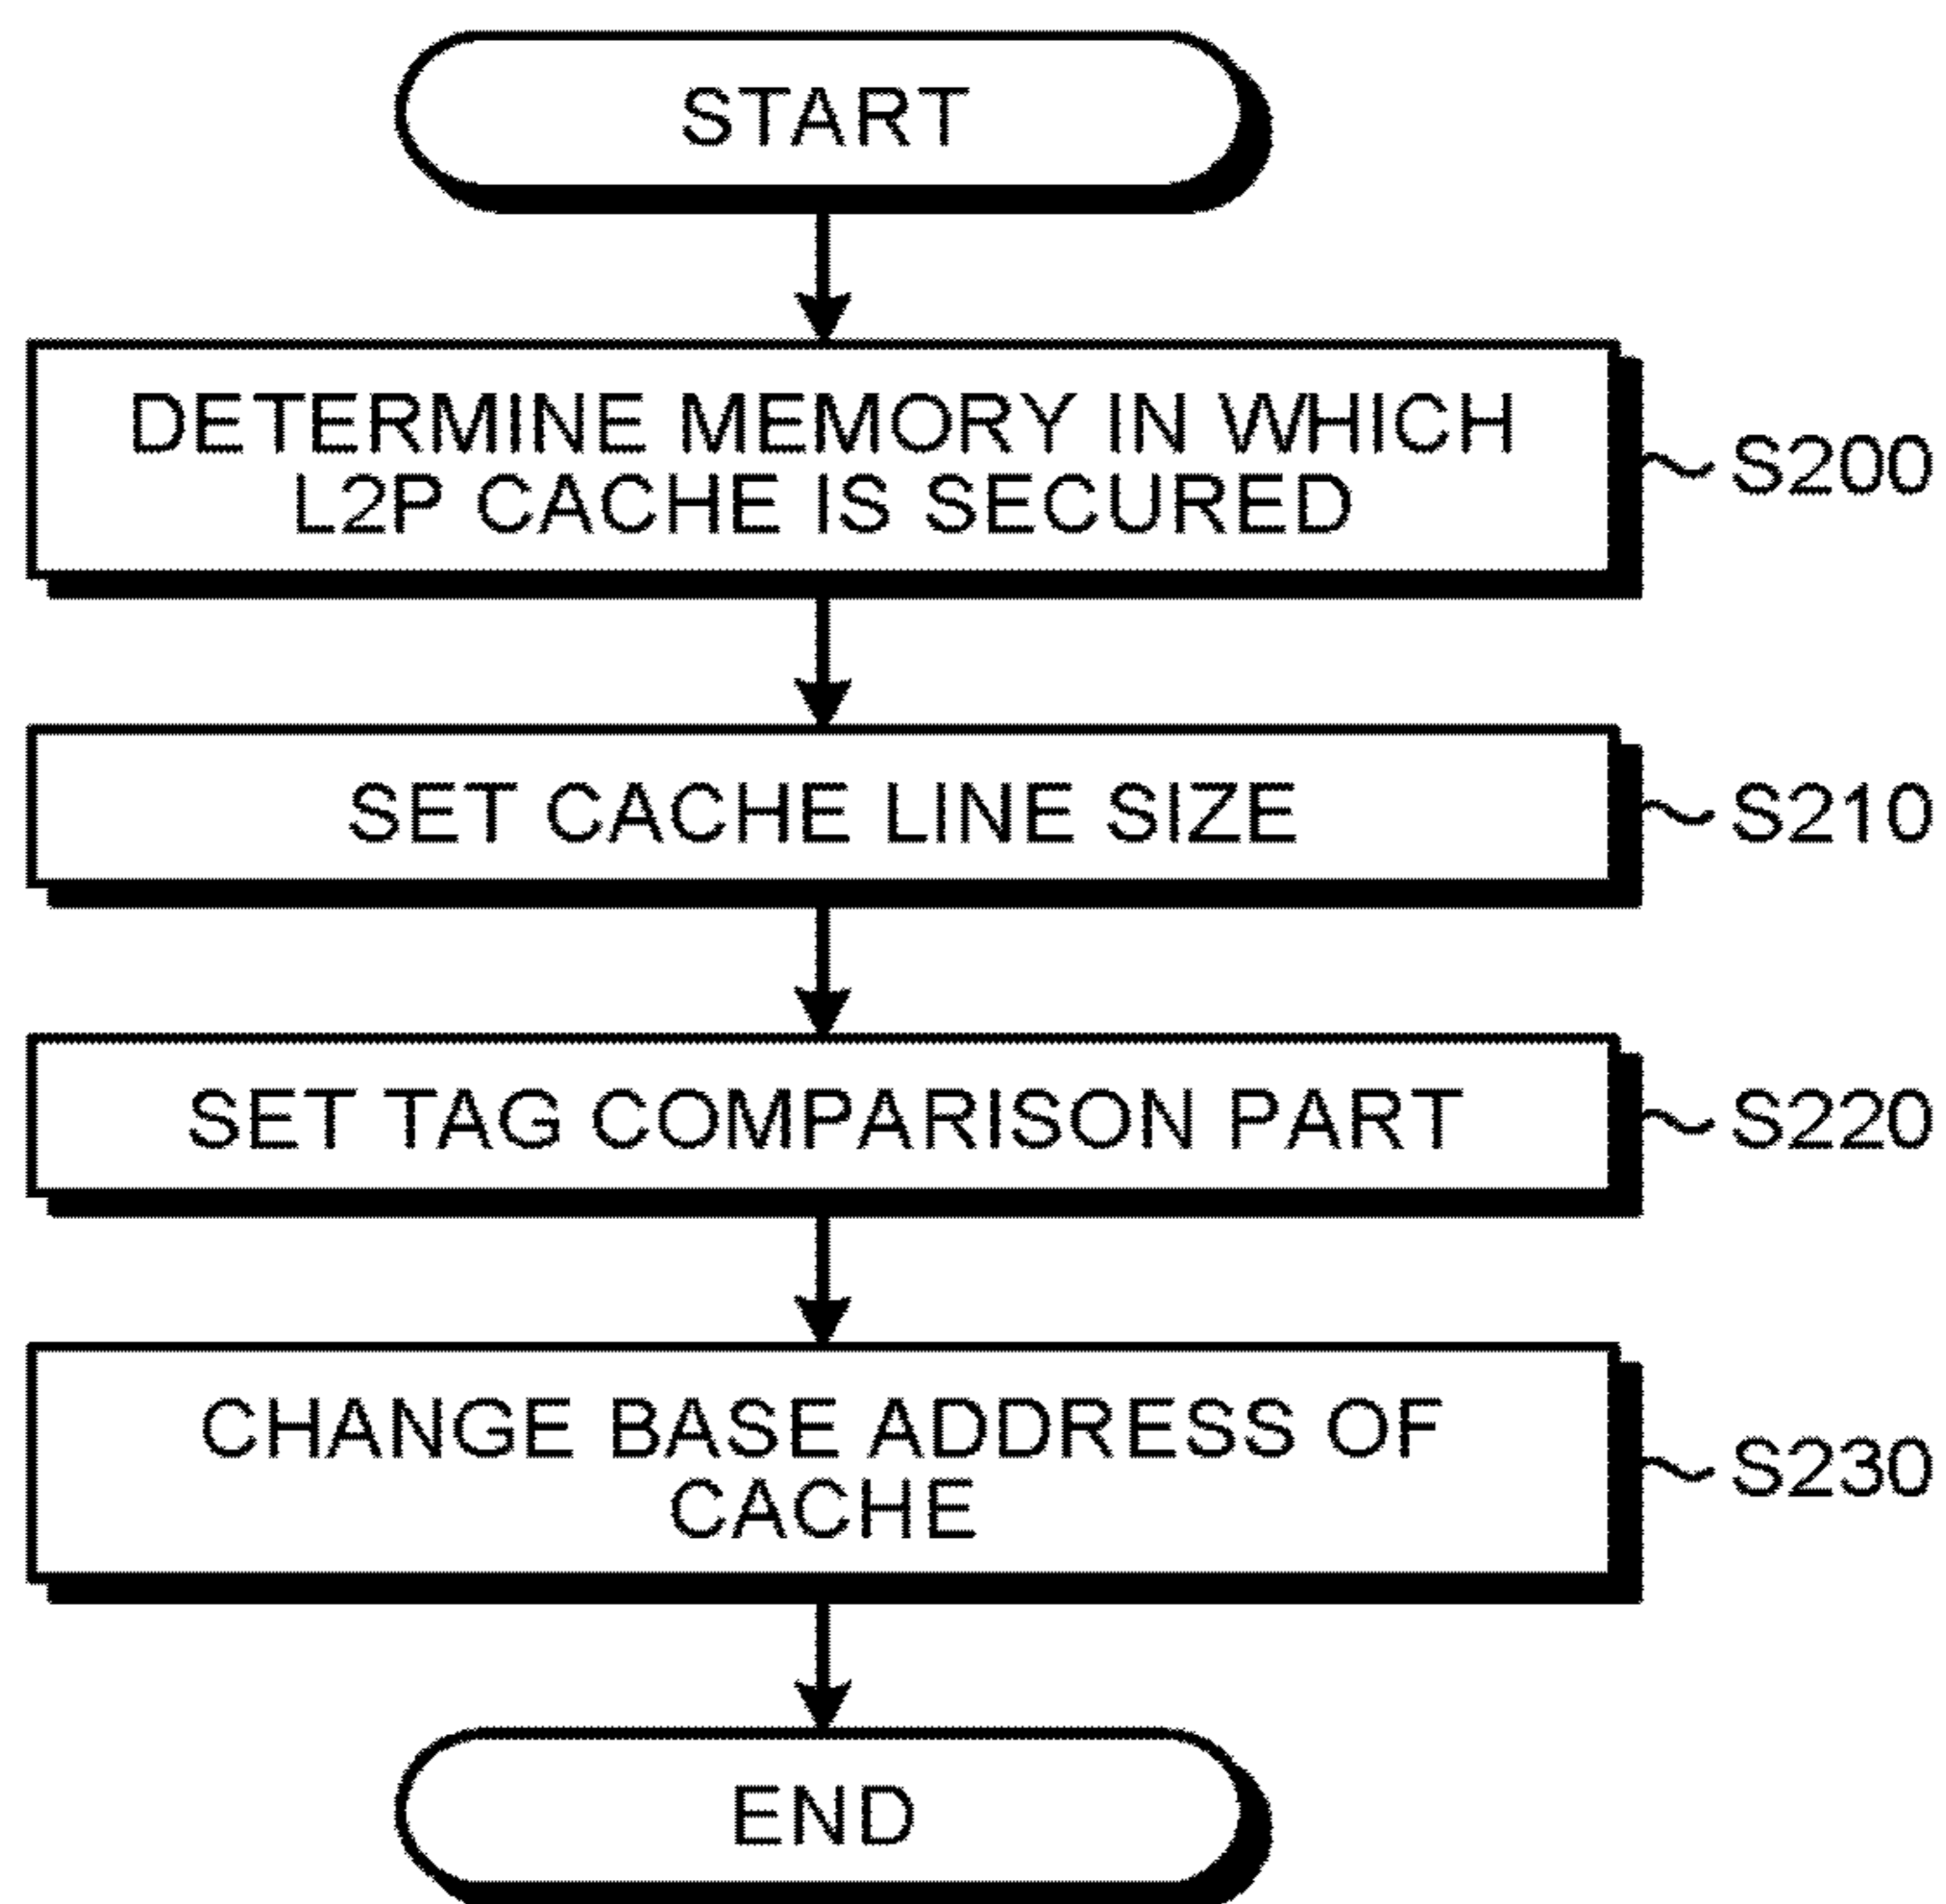 START
DETERMINE MEMORY IN WHICH
L2P CACHE IS SECURED
S200
SET CACHE LINE SIZE
S210
SET TAG COMPARISON PART
S220
CHANGE BASE ADDRESS OF
CACHE
S230
END